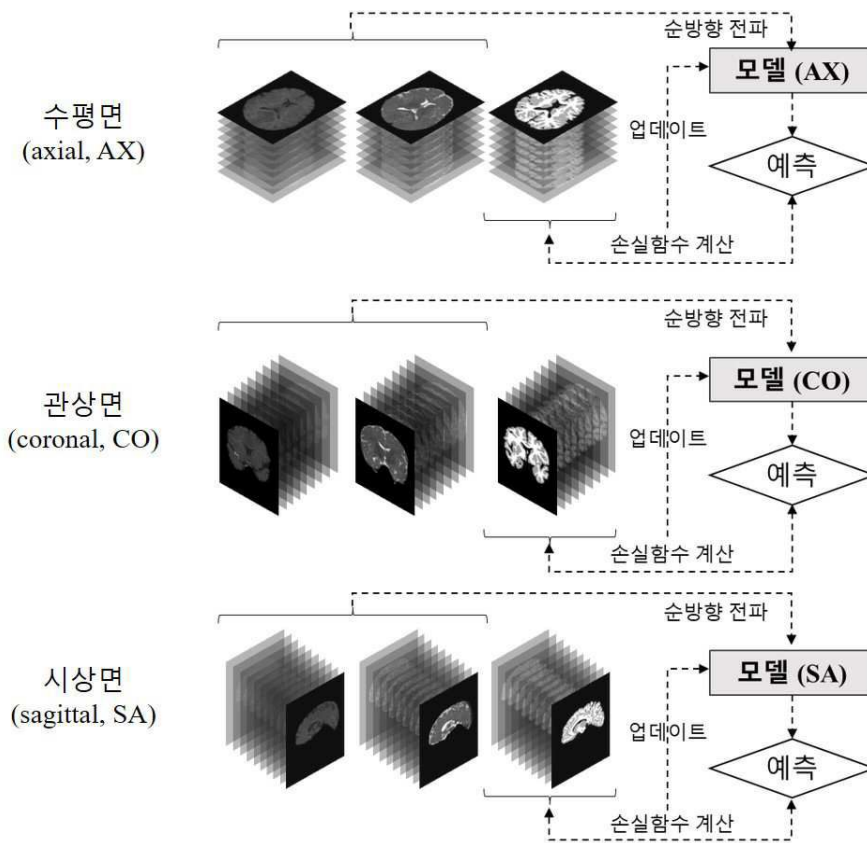 순방향 전파
모델 (AX)
수평면
(axial, AX)
업데이트
예측
손실함수 계산
순방향 전파
모델 (CO)
관상면
(coronal, CO)
업데이트
예측
손실함수 계산
순방향 전파
모델 (SA)
시상면
(sagittal, SA)
업데이트
예측
손실함수 계산